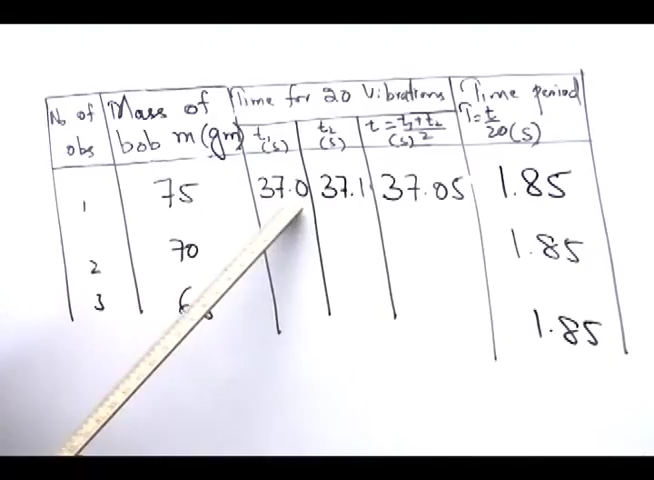 No of obs | Mass of bob m (gm) | Time for 20 Vibrations | Time period T = t/20 (s)
t₁ (s) | t₂ (s) | t = t₁+t₂/2 (s)
1 | 75 | 37.0 | 37.1 | 37.05 | 1.85
2 | 70 | 1.85
3 | 1.85